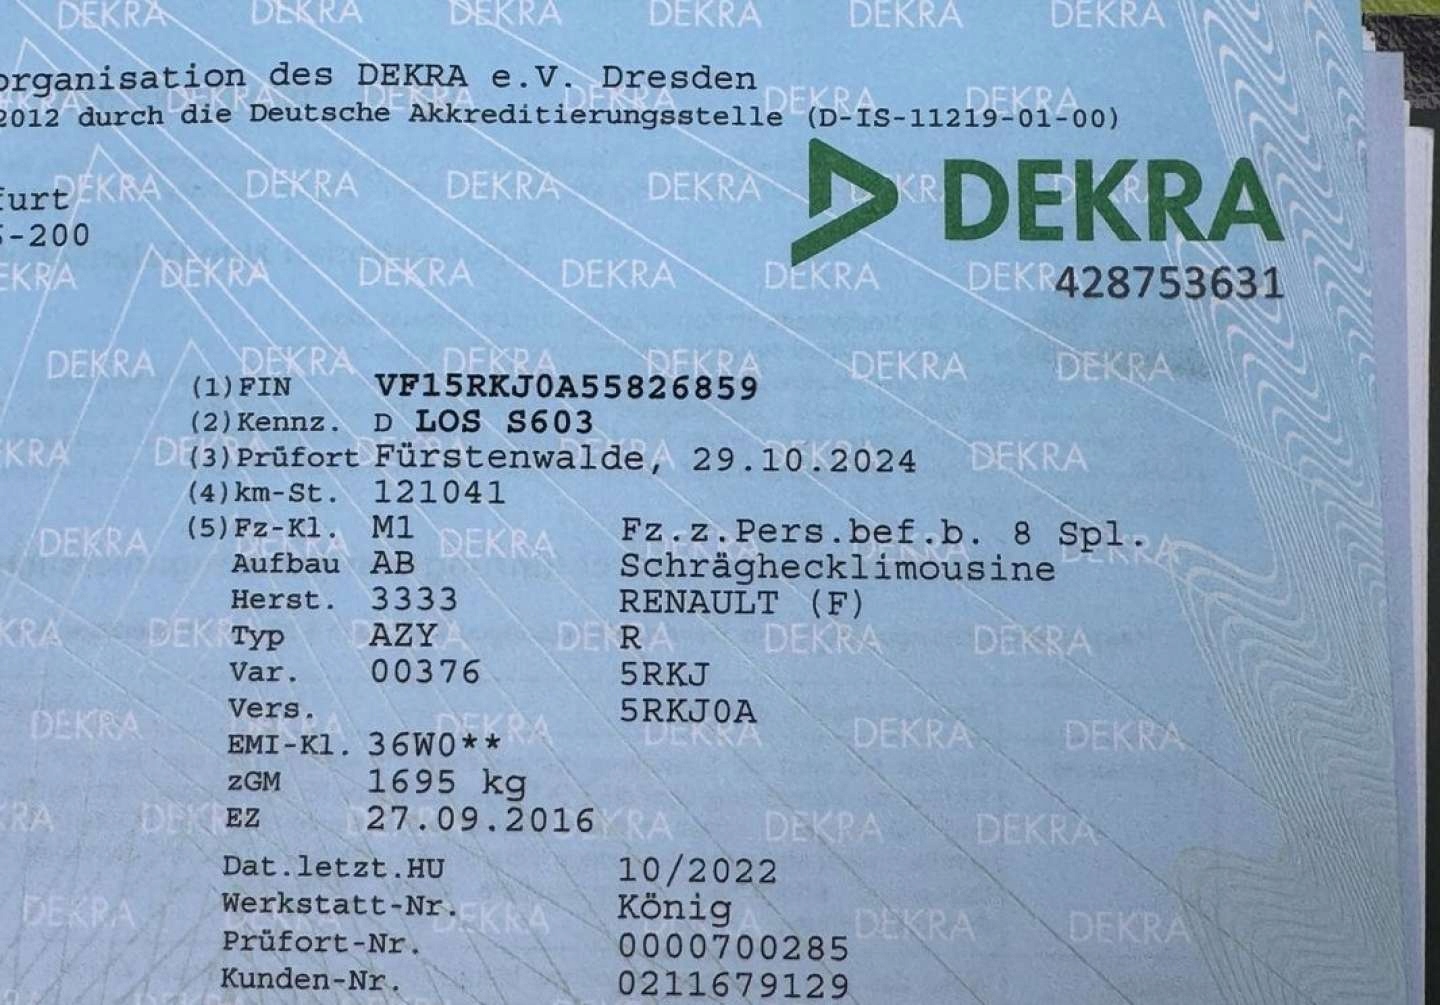 organisation des DEKRA e.V. Dresden
2012 durch die Deutsche Akkreditierungsstelle (D-IS-11219-01-00)
furt
-200
DEKRA
428753631
(1) FIN VF15RKJ0A55826859
(2) Kennz. D LOS S603
(3) Prüfort Fürstenwalde, 29.10.2024
(4) km-St. 121041
(5) Fz-Kl. M1 Fz.z.Pers.bef.b. 8 Spl.
Aufbau AB Schräghecklimousine
Herst. 3333 RENAULT (F)
Typ AZY R
Var. 00376 5RKJ
Vers. 5RKJ0A
EMI-Kl. 36W0**
zGM 1695 kg
EZ 27.09.2016
Dat.letzt.HU 10/2022
Werkstatt-Nr. König
Prüfort-Nr. 0000700285
Kunden-Nr. 0211679129